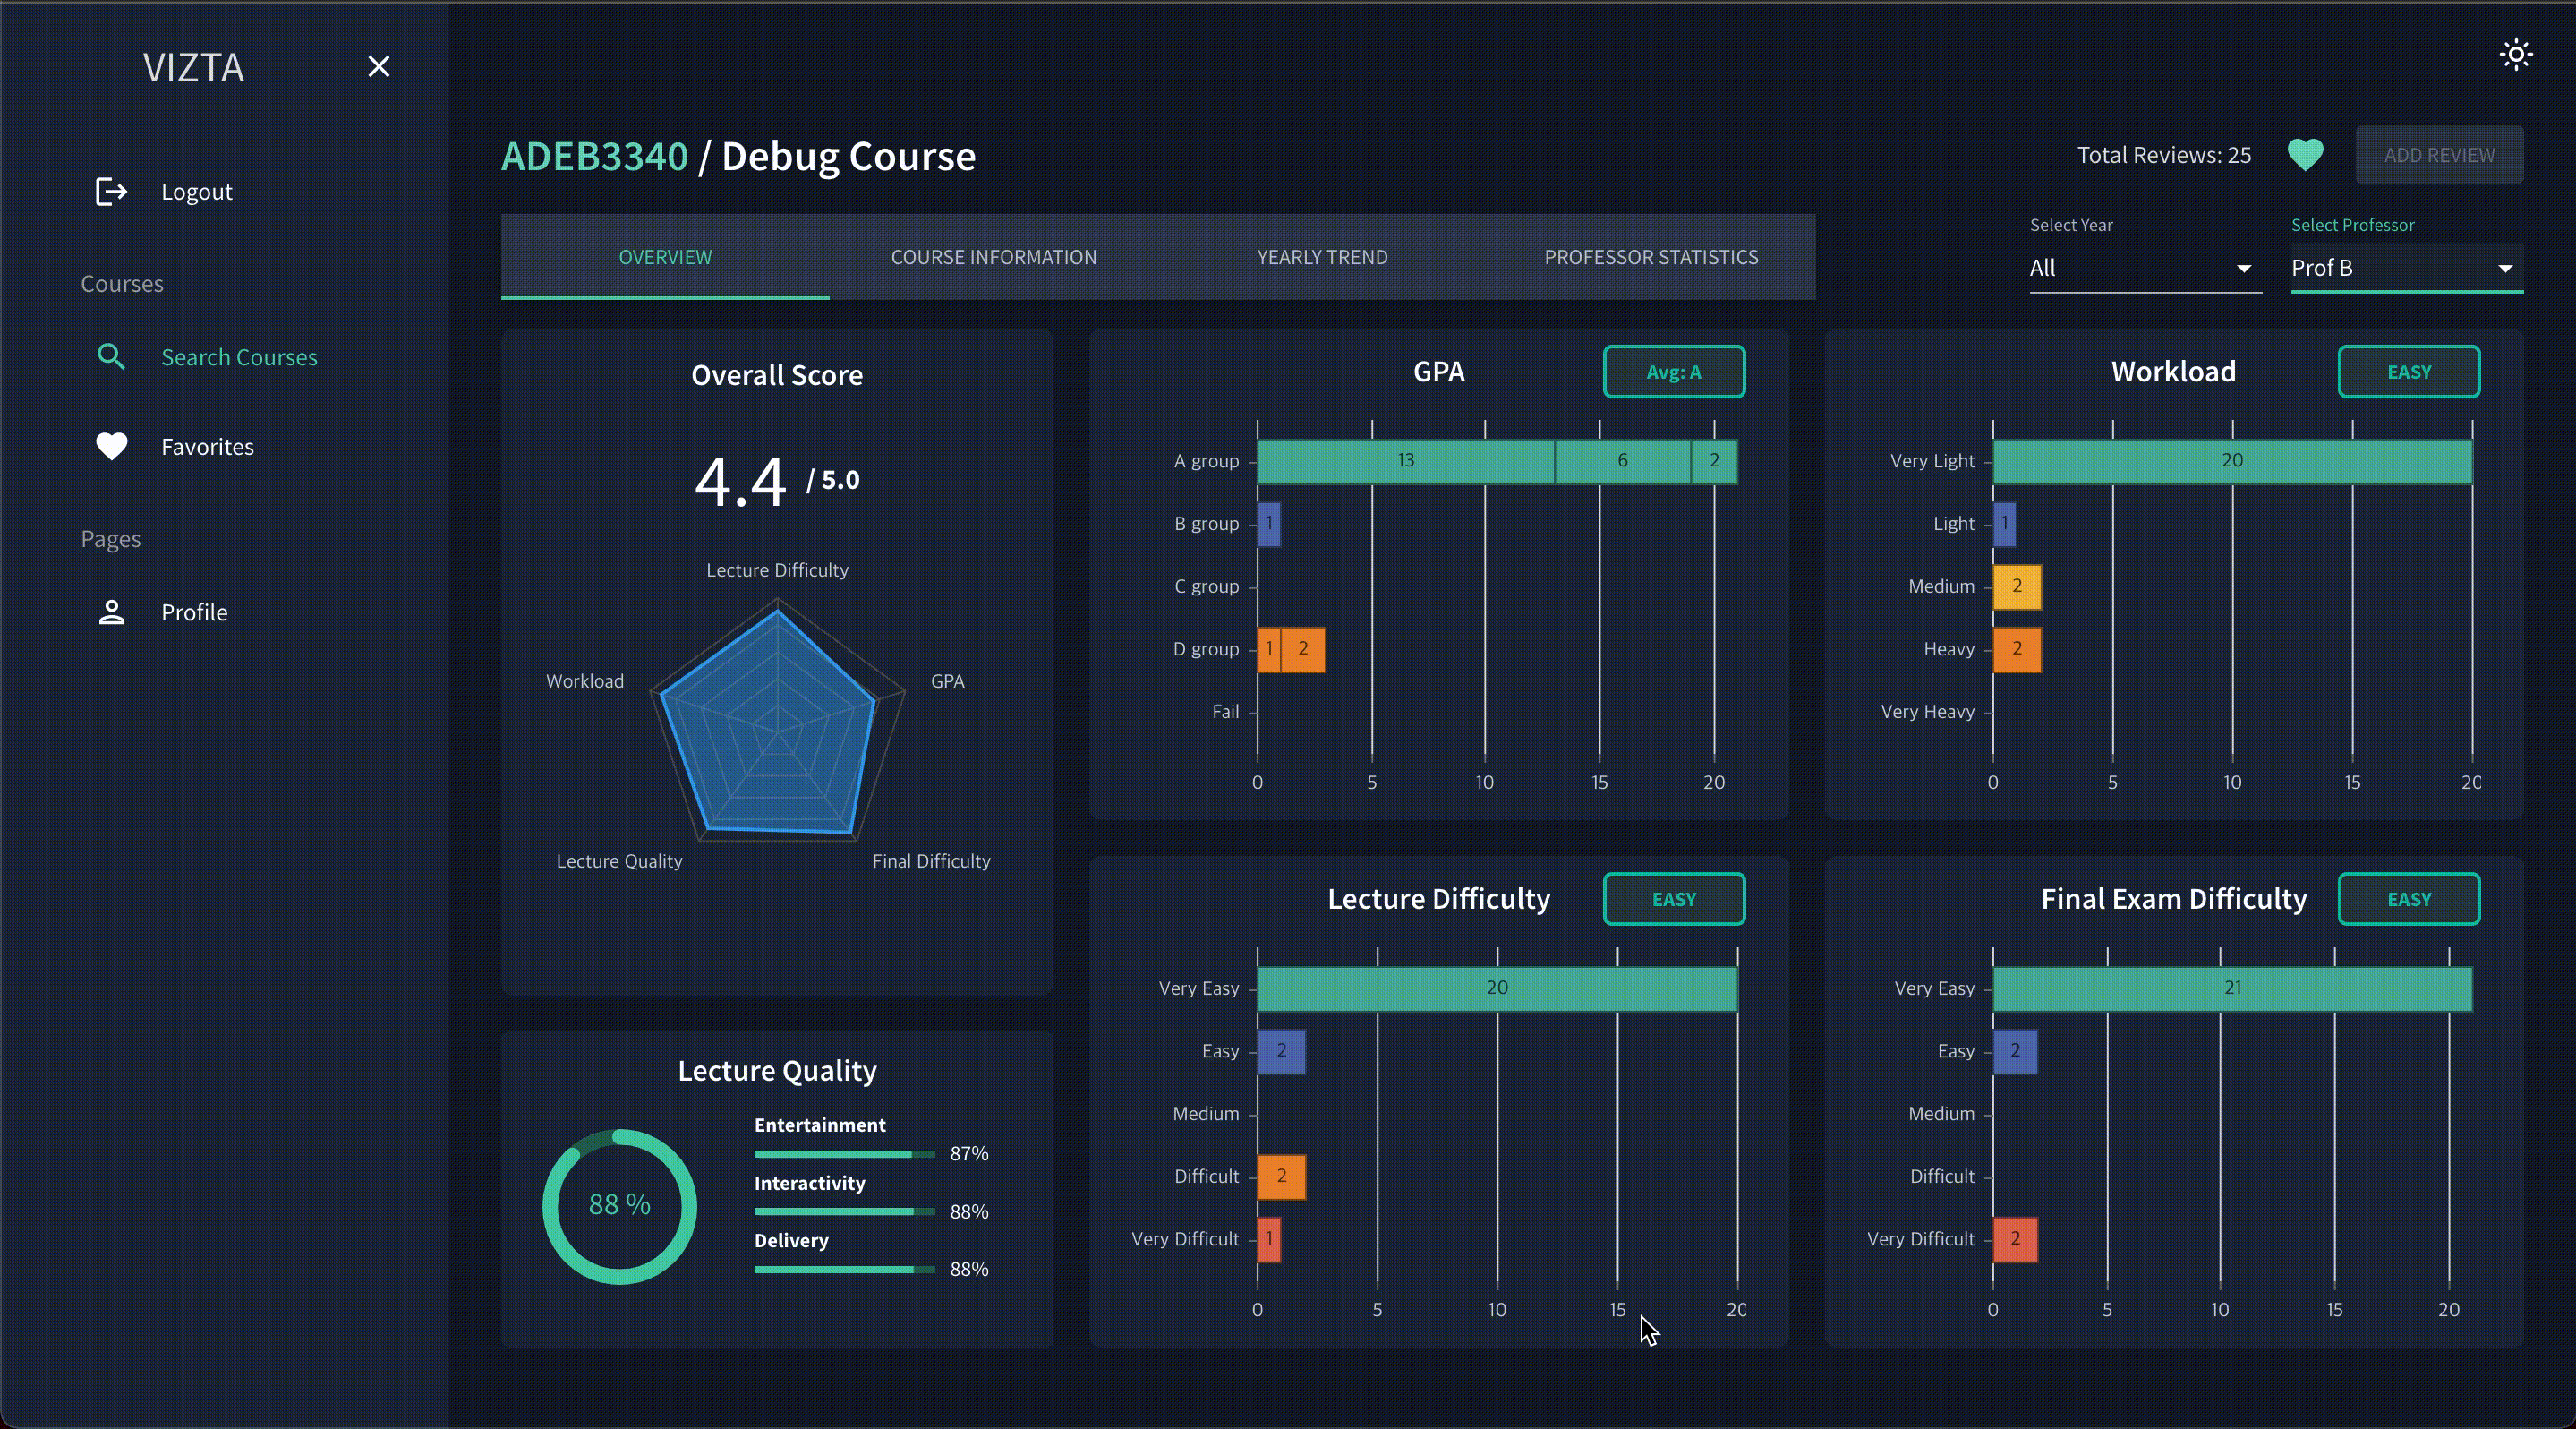 VIZTA
Logout
Courses
Search Courses
Favorites
Pages
Profile
ADEB3340 / Debug Course
Total Reviews: 25
ADD REVIEW
OVERVIEW
COURSE INFORMATION
YEARLY TREND
PROFESSOR STATISTICS
Select Year
All
Select Professor
Prof B
Overall Score
4.4 / 5.0
Lecture Difficulty
GPA
Final Difficulty
Lecture Quality
Workload
Lecture Quality
88 %
Entertainment
87%
Interactivity
88%
Delivery
88%
GPA
Avg: A
A group 13 6 2
B group 1
C group
D group 1 2
Fail
0 5 10 15 20
Workload
EASY
Very Light 20
Light 1
Medium 2
Heavy 2
Very Heavy
0 5 10 15 20
Lecture Difficulty
EASY
Very Easy 20
Easy 2
Medium
Difficult 2
Very Difficult 1
0 5 10 15 20
Final Exam Difficulty
EASY
Very Easy 21
Easy 2
Medium
Difficult
Very Difficult 2
0 5 10 15 20